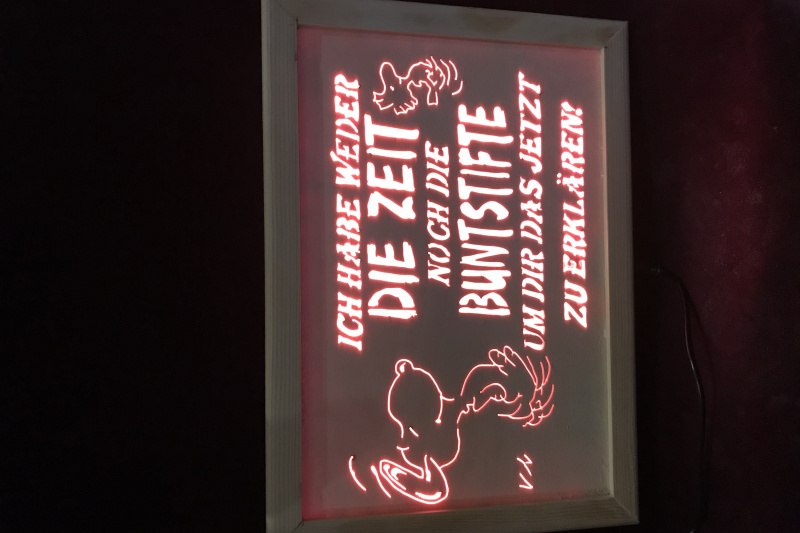 ICH HABE WEDER
DIE ZEIT
NOCH DIE
BUNTSTIFTE
UM DIR DAS JETZT
ZU ERKLÄREN!